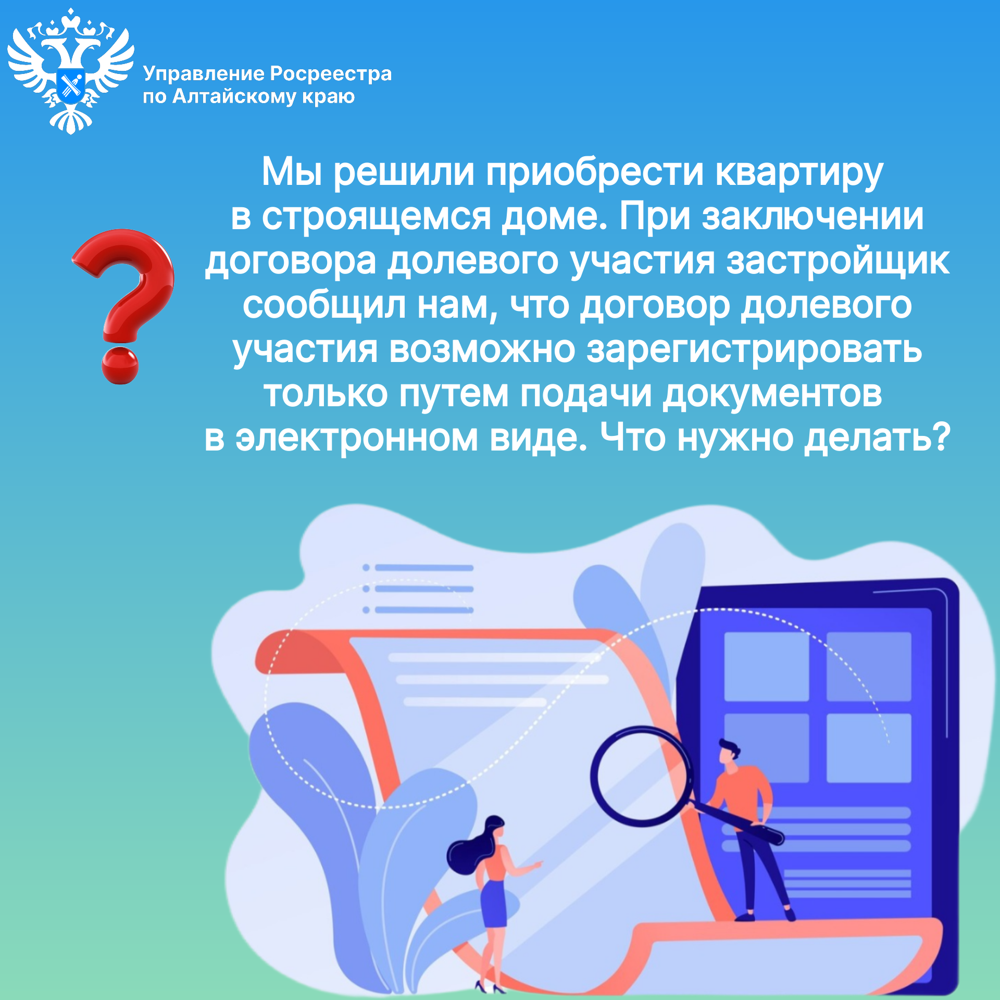 Управление Росреестра
по Алтайскому краю
Мы решили приобрести квартиру
в строящемся доме. При заключении
договора долевого участия застройщик
сообщил нам, что договор долевого
участия возможно зарегистрировать
только путем подачи документов
в электронном виде. Что нужно делать?